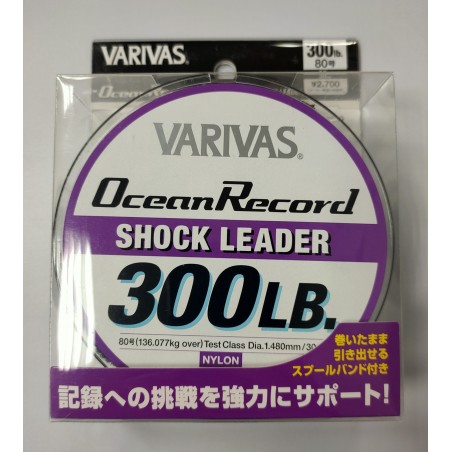 VARIVAS®
300lb.
80号
¥2,700
OceanRecord
VARIVAS®
OceanRecord
SHOCK LEADER
300LB.
80号(136.077kg over) Test Class Dia.1.480mm/30
NYLON
巻いたまま
引き出せる
スプールバンド付き
記録への挑戦を強力にサポート!